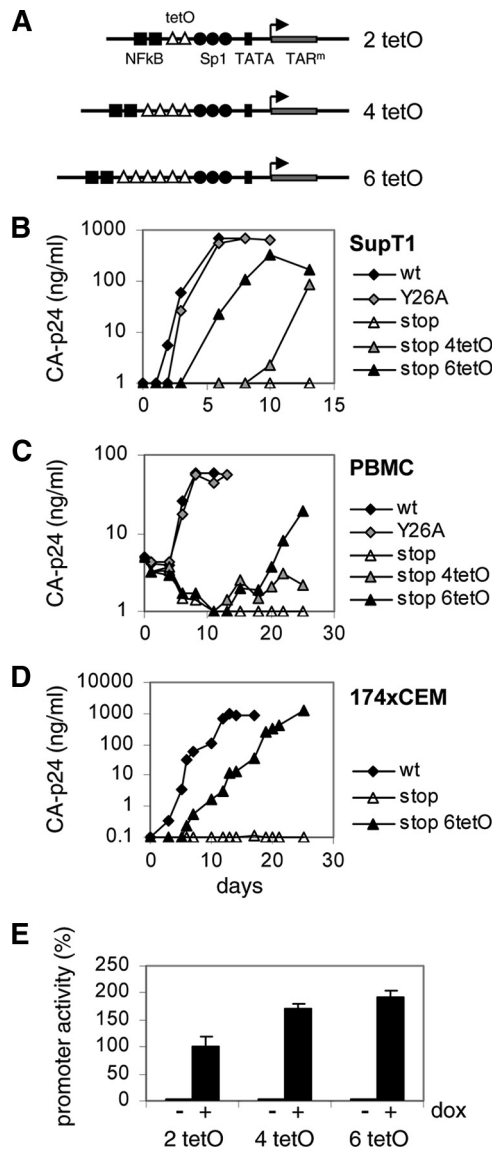 A
tetO
2 tetO
NFkB Sp1 TATA TARm
4 tetO
6 tetO
B
CA-p24 (ng/ml)
1000
100
10
1
0 5 10 15
SupT1
wt
Y26A
stop
stop 4tetO
stop 6tetO
C
CA-p24 (ng/ml)
100
10
1
0 10 20 30
PBMC
wt
Y26A
stop
stop 4tetO
stop 6tetO
D
CA-p24 (ng/ml)
10000
1000
100
10
1
0.1
0 10 20 30
days
174xCEM
wt
stop
stop 6tetO
E
promoter activity (%)
250
200
150
100
50
0
- + - + - + dox
2 tetO 4 tetO 6 tetO